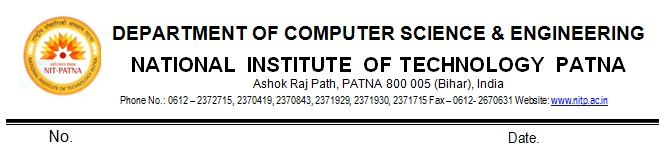 DEPARTMENT OF COMPUTER SCIENCE & ENGINEERING
NIT-PATNA
NATIONAL INSTITUTE OF TECHNOLOGY PATNA
Ashok Raj Path, PATNA 800 005 (Bihar), India
Phone No.: 0612 – 2372715, 2370419, 2370843, 2371929, 2371930, 2371715 Fax – 0612- 2670631 Website: www.nitp.ac.in
No.
Date.